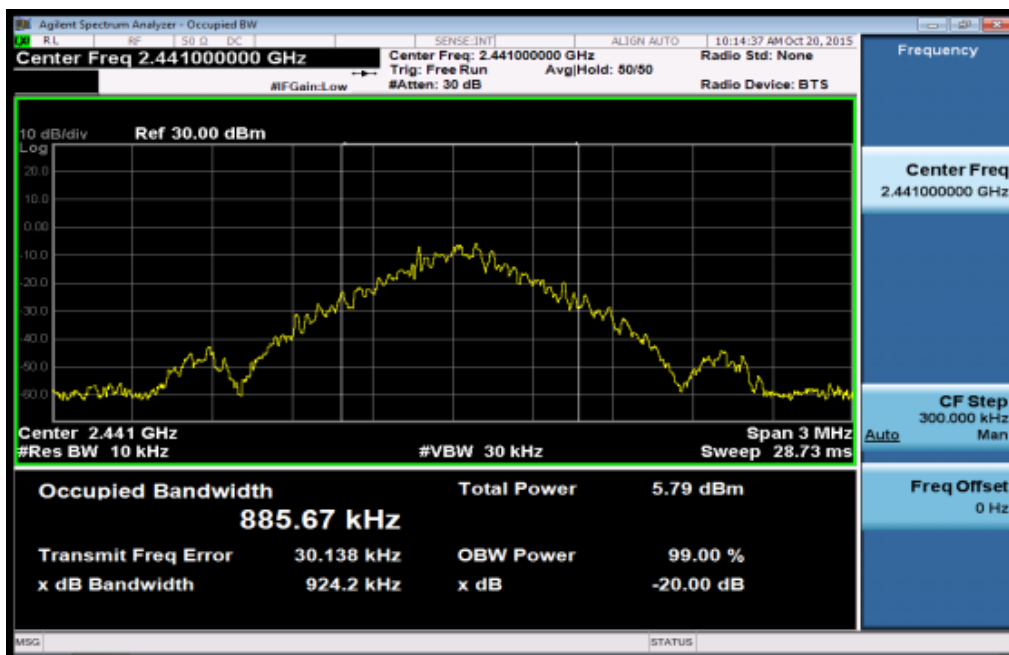 Agilent Spectrum Analyzer - Occupied BW
RL RF 50 Ω DC SENSE:INT ALIGN AUTO 10:14:37 AM Oct 20, 2015
Center Freq 2.441000000 GHz
Center Freq: 2.441000000 GHz Radio Std: None
Trig: Free Run Avg|Hold: 50/50
#IFGain:Low #Atten: 30 dB Radio Device: BTS
10 dB/div Ref 30.00 dBm
Log
20.0
10.0
0.00
-10.0
-20.0
-30.0
-40.0
-50.0
-60.0
Center 2.441 GHz Span 3 MHz
#Res BW 10 kHz #VBW 30 kHz Sweep 28.73 ms
Occupied Bandwidth Total Power 5.79 dBm
885.67 kHz
Transmit Freq Error 30.138 kHz OBW Power 99.00 %
x dB Bandwidth 924.2 kHz x dB -20.00 dB
MSG STATUS
Frequency
Center Freq
2.441000000 GHz
CF Step
300.000 kHz
Auto Man
Freq Offset
0 Hz